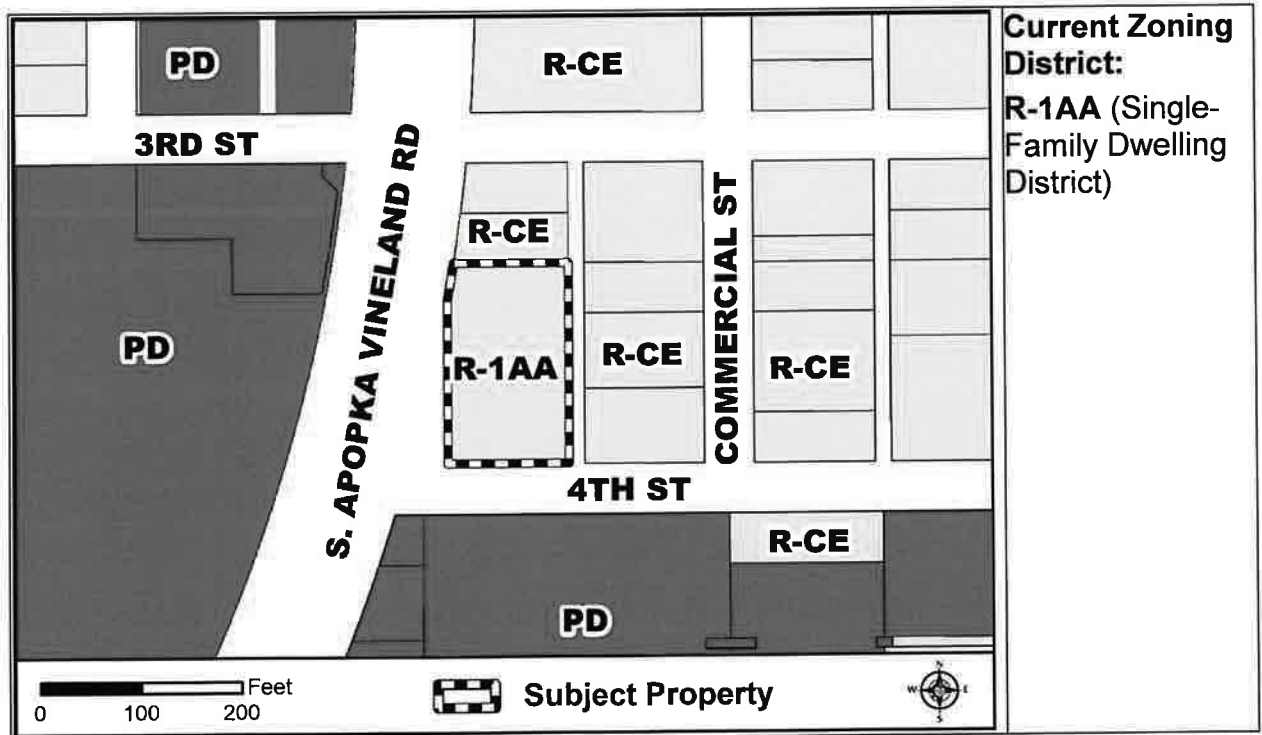 PD
R-CE
3RD ST
S. APOPKA VINELAND RD
R-CE
COMMERCIAL ST
PD
R-1AA
R-CE
R-CE
4TH ST
R-CE
PD
Feet
0 100 200
Subject Property
N
W E
S
Current Zoning
District:
R-1AA (Single-
Family Dwelling
District)